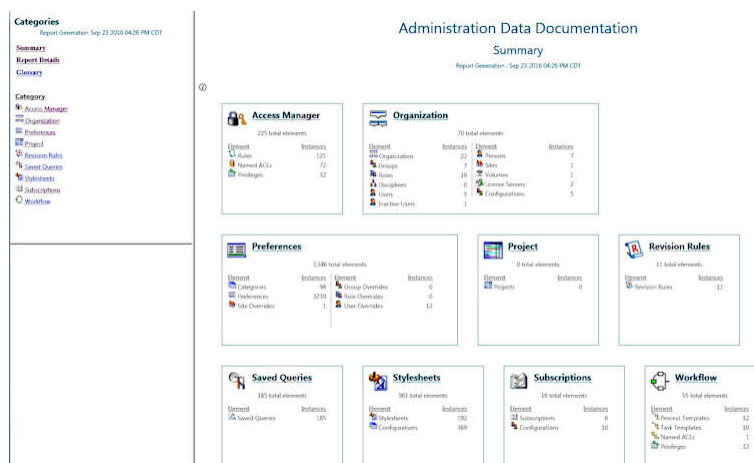 Categories
Report Generation Sep 23 2016 04:26 PM CDT
Summary
Report Details
Glossary
Category
Access Manager
Organization
Preferences
Project
Revision Rules
Saved Queries
Stylesheets
Subscriptions
Workflow
Administration Data Documentation
Summary
Report Generation : Sep 23 2016 04:26 PM CDT
Access Manager
225 total elements
Element Instances
Rules 121
Named ACLs 72
Privileges 32
Organization
70 total elements
Element Instances Element Instances
Organization 22 Persons 7
Groups 7 Sites 1
Roles 19 Volumes 1
Disciplines 0 License Servers 2
Users 5 Configurations 5
Inactive Users 1
Preferences
3,346 total elements
Element Instances Element Instances
Categories 94 Group Overrides 0
Preferences 3239 Role Overrides 0
Site Overrides 1 User Overrides 12
Project
0 total elements
Element Instances
Projects 0
Revision Rules
11 total elements
Element Instances
Revision Rules 11
Saved Queries
185 total elements
Element Instances
Saved Queries 185
Stylesheets
561 total elements
Element Instances
Stylesheets 192
Configurations 369
Subscriptions
16 total elements
Element Instances
Subscriptions 6
Configurations 10
Workflow
55 total elements
Element Instances
Process Templates 12
Task Templates 10
Named ACLs 1
Privileges 32